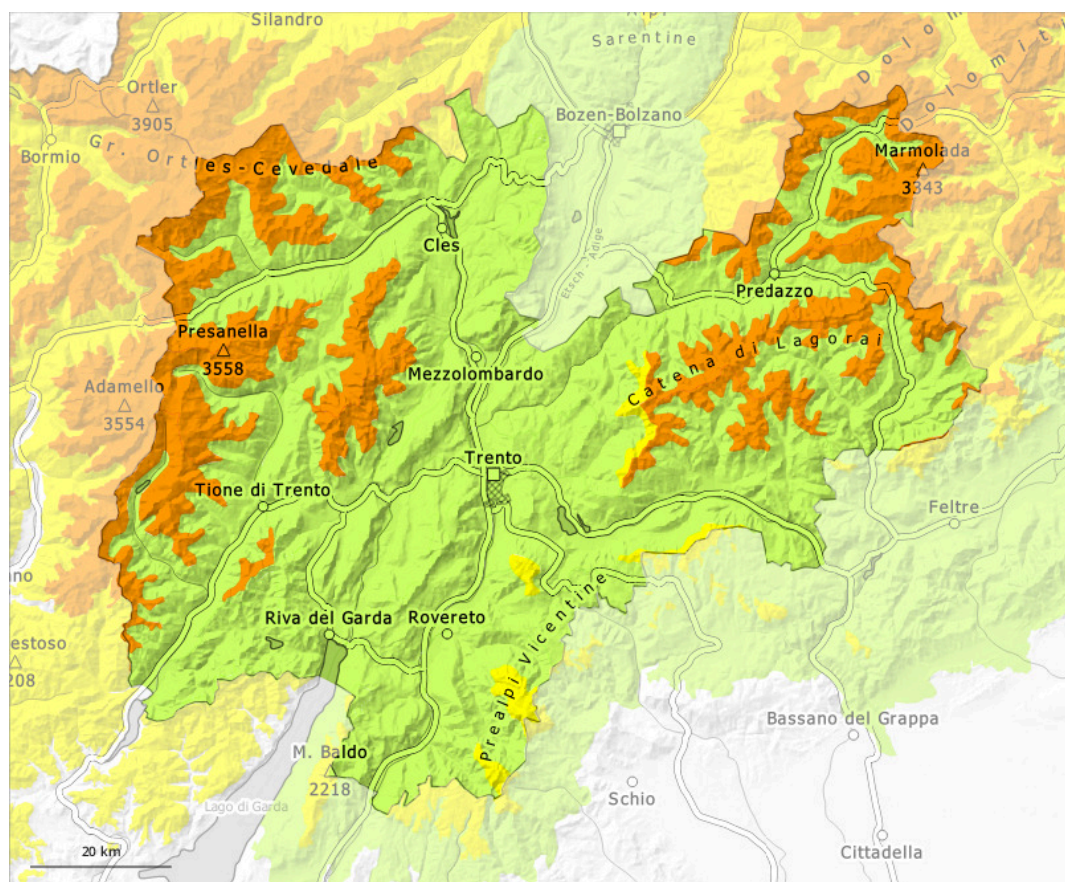 Silandro
Sarentine
Ortler
3905
Bozen-Bolzano
Bormio
Gr. Ortles-Cevedale
Dolomiti
Marmolada
3343
Etsch - Adige
Cles
Predazzo
Presanella
3558
Catena di Lagorai
Mezzolombardo
Adamello
3554
Trento
Tione di Trento
Feltre
Riva del Garda
Rovereto
Prealpi Vicentine
Bassano del Grappa
M. Baldo
2218
Lago di Garda
Schio
20 km
Cittadella